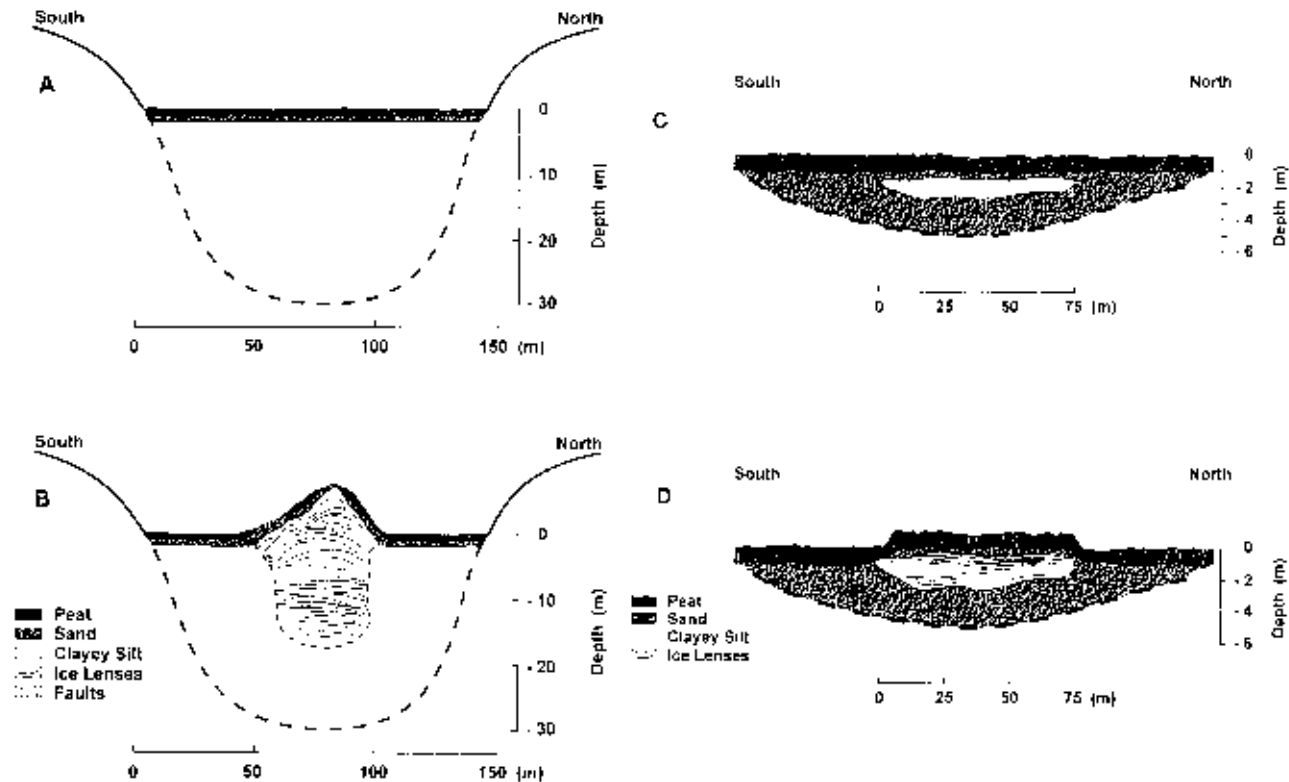 South North
A
0
- 10
- 20
- 30
Depth (m)
0 50 100 150 (m)
South North
C
0
- 2
- 4
- 6
Depth (m)
0 25 50 75 (m)
South North
B
- 0
- 10
- 20
- 30
Depth (m)
Peat
Sand
Clayey Silt
Ice Lenses
Faults
0 50 100 150 (m)
South North
D
0
- 2
- 4
6
Depth (m)
Peat
Sand
Clayey Silt
Ice Lenses
0 25 50 75 (m)